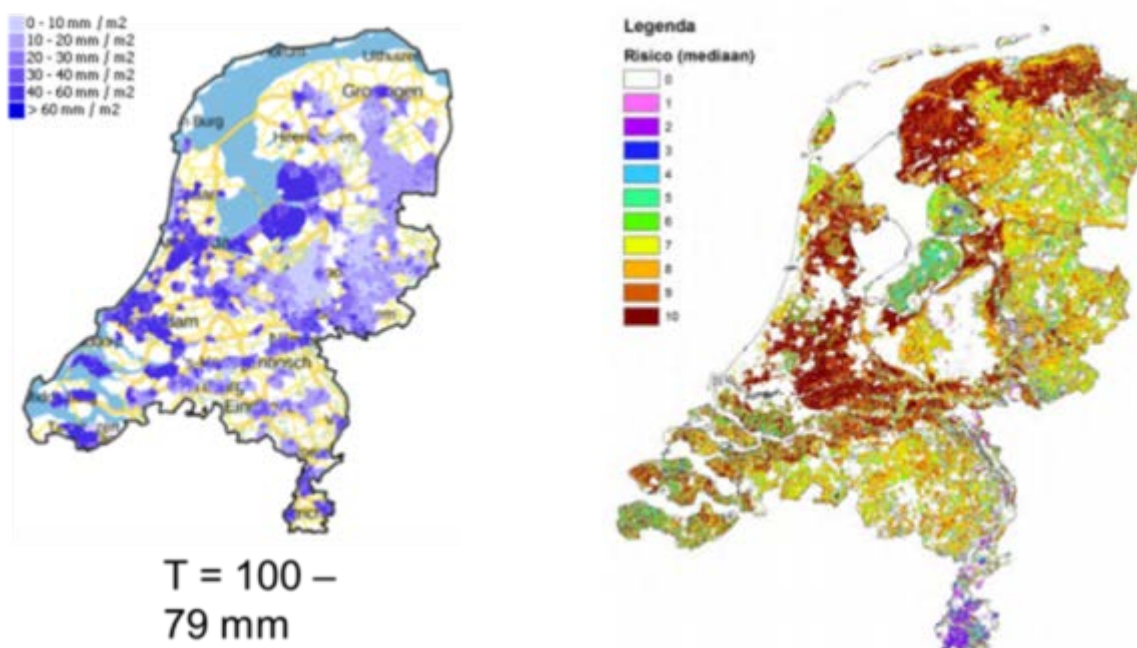 0 - 10 mm / m2
10 - 20 mm / m2
20 - 30 mm / m2
30 - 40 mm / m2
40 - 60 mm / m2
> 60 mm / m2
Groningen
Burg
T = 100 –
79 mm
Legenda
Risico (mediaan)
0
1
2
3
4
5
6
7
8
9
10